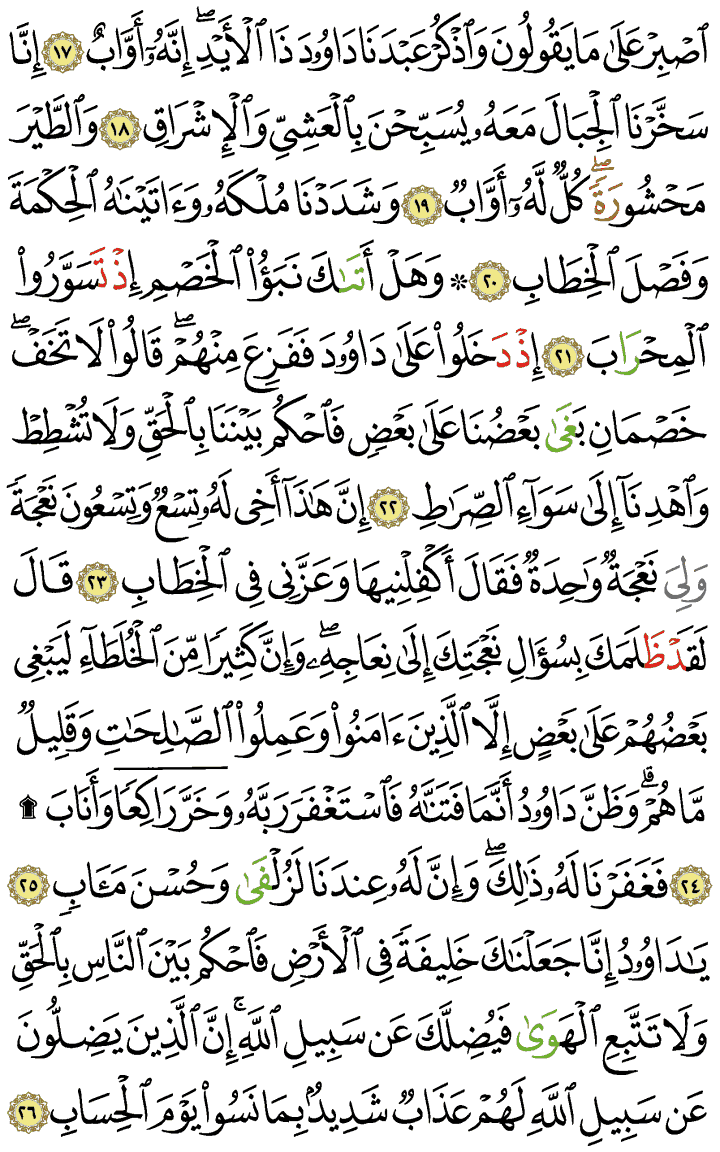 ٱصۡبِرۡ عَلَىٰ مَا يَقُولُونَ وَٱذۡكُرۡ عَبۡدَنَا دَاوُۥدَ ذَا ٱلۡأَيۡدِۖ إِنَّهُۥٓ أَوَّابٌ ١٧ إِنَّا
سَخَّرۡنَا ٱلۡجِبَالَ مَعَهُۥ يُسَبِّحۡنَ بِٱلۡعَشِيِّ وَٱلۡإِشۡرَاقِ ١٨ وَٱلطَّيۡرَ
مَحۡشُورَةٗۖ كُلّٞ لَّهُۥٓ أَوَّابٞ ١٩ وَشَدَدۡنَا مُلۡكَهُۥ وَءَاتَيۡنَٰهُ ٱلۡحِكۡمَةَ
وَفَصۡلَ ٱلۡخِطَابِ ٢٠ ۞ وَهَلۡ أَتَىٰكَ نَبَؤُاْ ٱلۡخَصۡمِ إِذ تَّسَوَّرُواْ
ٱلۡمِحۡرَابَ ٢١ إِذ دَّخَلُواْ عَلَىٰ دَاوُۥدَ فَفَزِعَ مِنۡهُمۡۖ قَالُواْ لَا تَخَفۡۖ
خَصۡمَانِ بَغَىٰ بَعۡضُنَا عَلَىٰ بَعۡضٖ فَٱحۡكُم بَيۡنَنَا بِٱلۡحَقِّ وَلَا تُشۡطِطۡ
وَٱهۡدِنَآ إِلَىٰ سَوَآءِ ٱلصِّرَٰطِ ٢٢ إِنَّ هَٰذَآ أَخِي لَهُۥ تِسۡعٞ وَتِسۡعُونَ نَعۡجَةٗ
وَلِيَ نَعۡجَةٞ وَٰحِدَةٞ فَقَالَ أَكۡفِلۡنِيهَا وَعَزَّنِي فِي ٱلۡخِطَابِ ٢٣ قَالَ
لَقَد ظَّلَمَكَ بِسُؤَالِ نَعۡجَتِكَ إِلَىٰ نِعَاجِهِۦۖ وَإِنَّ كَثِيرٗا مِّنَ ٱلۡخُلَطَآءِ لَيَبۡغِي
بَعۡضُهُمۡ عَلَىٰ بَعۡضٍ إِلَّا ٱلَّذِينَ ءَامَنُواْ وَعَمِلُواْ ٱلصَّٰلِحَٰتِ وَقَلِيلٞ
مَّا هُمۡۗ وَظَنَّ دَاوُۥدُ أَنَّمَا فَتَنَّٰهُ فَٱسۡتَغۡفَرَ رَبَّهُۥ وَخَرَّۤ رَاكِعٗاۤ وَأَنَابَ ۩
٢٤ فَغَفَرۡنَا لَهُۥ ذَٰلِكَۖ وَإِنَّ لَهُۥ عِندَنَا لَزُلۡفَىٰ وَحُسۡنَ مَـَٔابٖ ٢٥
يَٰدَاوُۥدُ إِنَّا جَعَلۡنَٰكَ خَلِيفَةٗ فِي ٱلۡأَرۡضِ فَٱحۡكُم بَيۡنَ ٱلنَّاسِ بِٱلۡحَقِّ
وَلَا تَتَّبِعِ ٱلۡهَوَىٰ فَيُضِلَّكَ عَن سَبِيلِ ٱللَّهِۚ إِنَّ ٱلَّذِينَ يَضِلُّونَ
عَن سَبِيلِ ٱللَّهِ لَهُمۡ عَذَابٞ شَدِيدُۢ بِمَا نَسُواْ يَوۡمَ ٱلۡحِسَابِ ٢٦